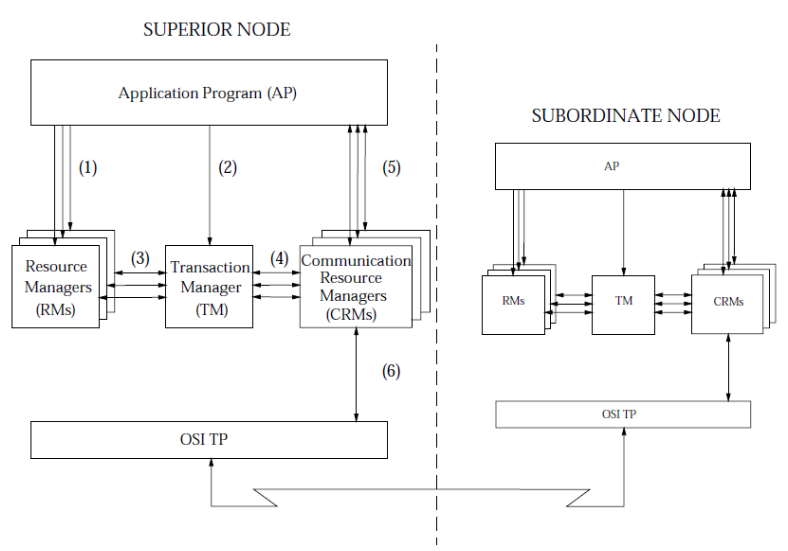 SUPERIOR NODE
Application Program (AP)
(1)
(2)
(5)
Resource
Managers
(RMs)
(3)
Transaction
Manager
(TM)
(4)
Communication
Resource
Managers
(CRMs)
(6)
OSI TP
SUBORDINATE NODE
AP
RMs
TM
CRMs
OSI TP